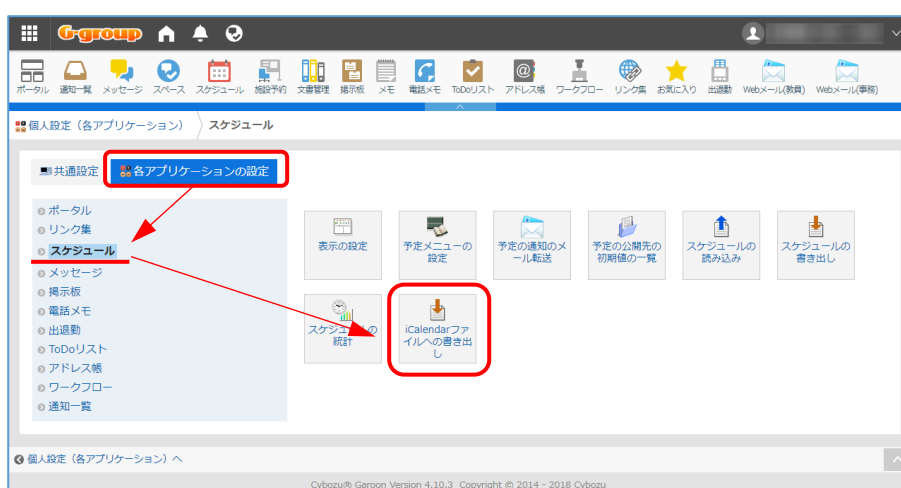 G-group
ポータル 通知一覧 メッセージ スペース スケジュール 施設予約 文書管理 掲示板 メモ 電話メモ ToDoリスト アドレス帳 ワークフロー リンク集 お気に入り 出退勤 Webメール(教員) Webメール(事務)
個人設定（各アプリケーション） スケジュール
共通設定 各アプリケーションの設定
ポータル
リンク集
スケジュール
メッセージ
掲示板
電話メモ
出退勤
ToDoリスト
アドレス帳
ワークフロー
通知一覧
表示の設定
予定メニューの
設定
予定の通知のメ
ール転送
予定の公開先の
初期値の一覧
スケジュールの
読み込み
スケジュールの
書き出し
スケジュールの
統計
iCalendarファ
イルへの書き出
し
個人設定（各アプリケーション）へ
Cybozu® Garoon Version 4.10.3 Copyright © 2014 - 2018 Cybozu